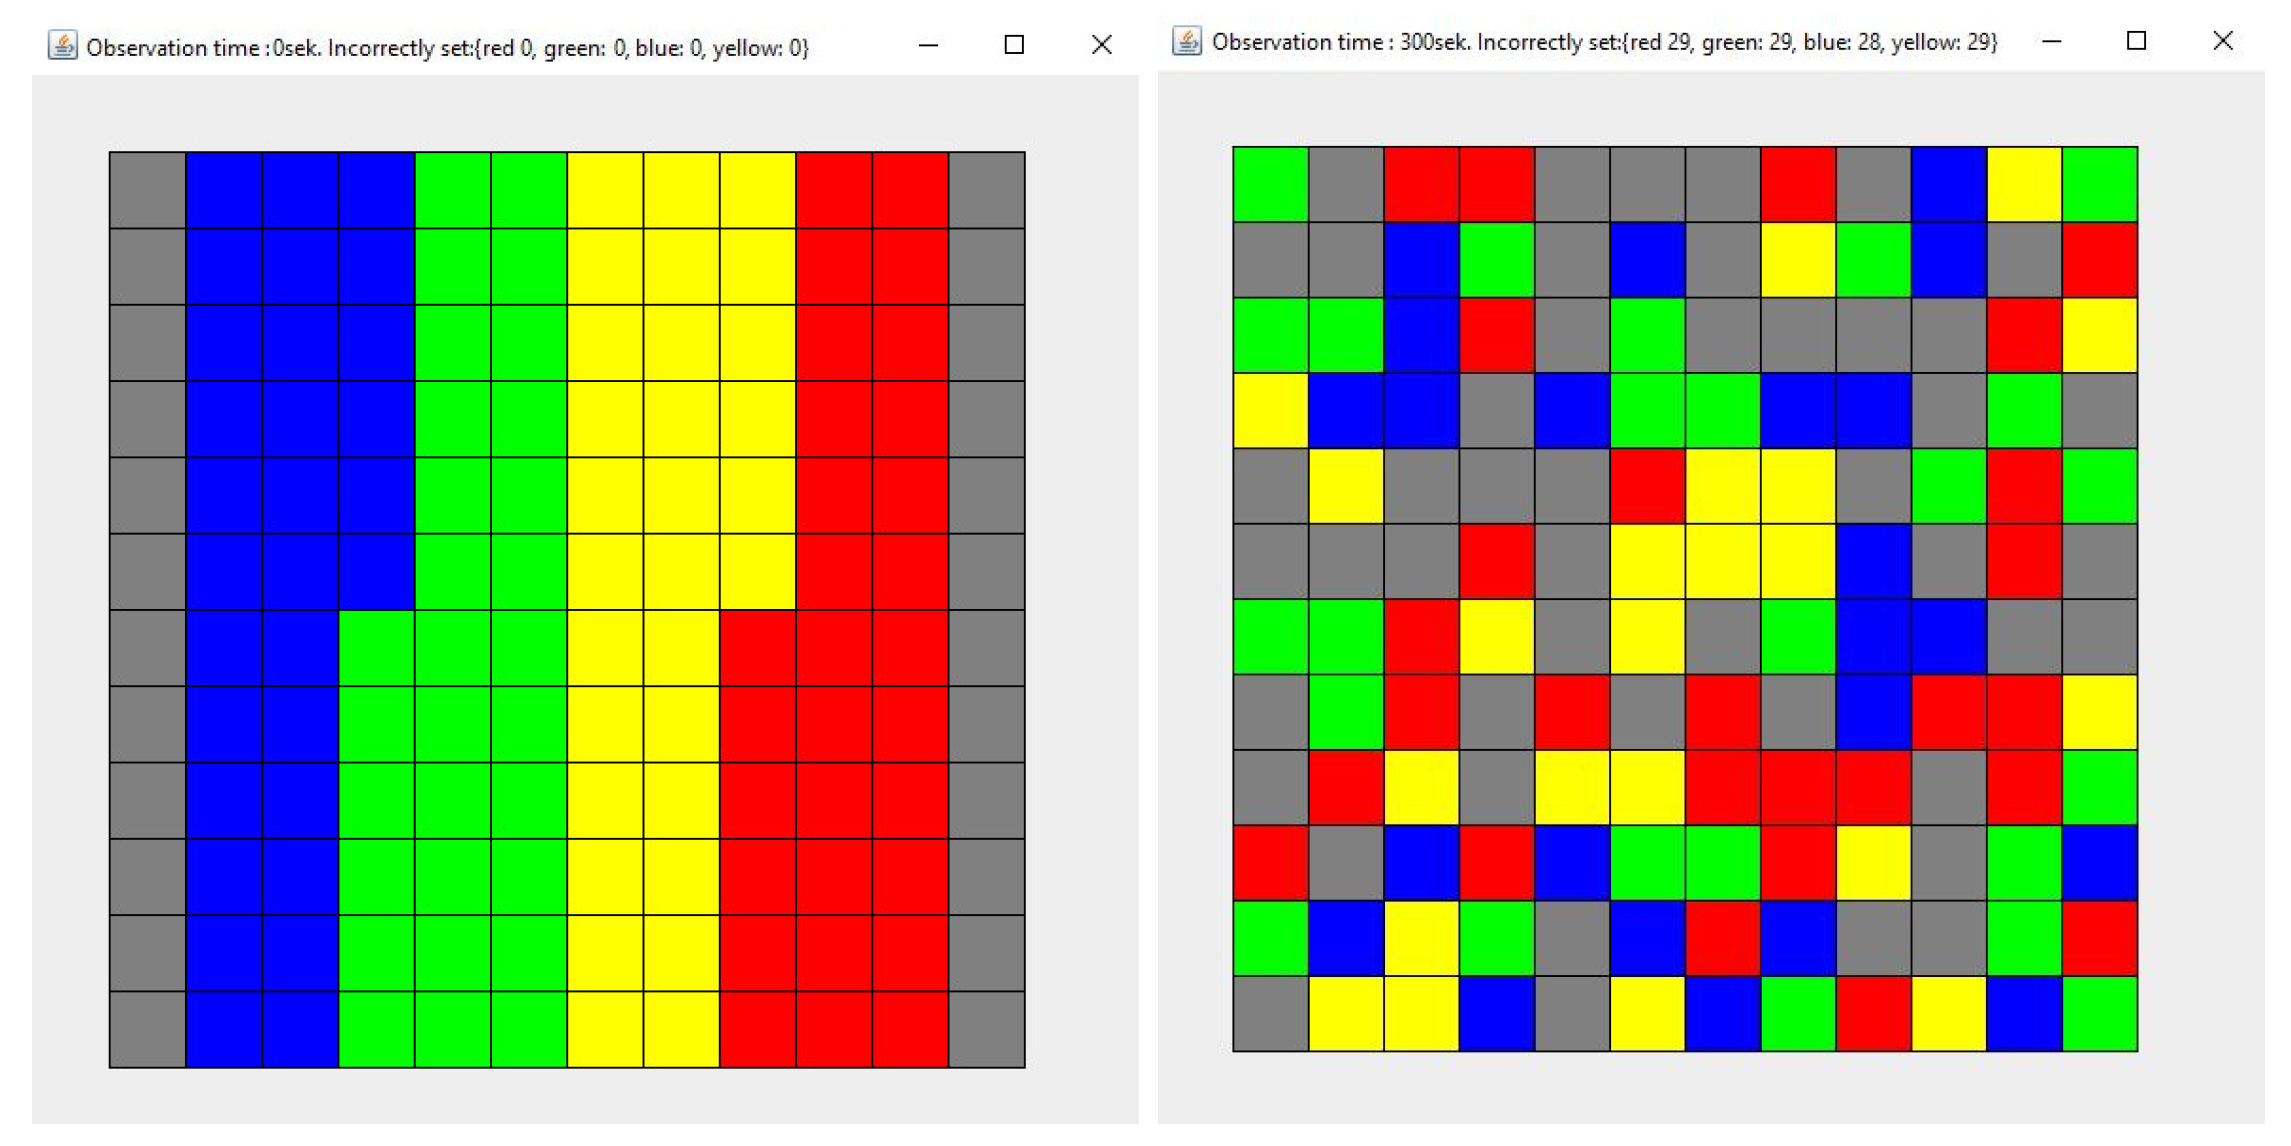 Observation time :0sek. Incorrectly set:{red 0, green: 0, blue: 0, yellow: 0}
Observation time : 300sek. Incorrectly set:{red 29, green: 29, blue: 28, yellow: 29}